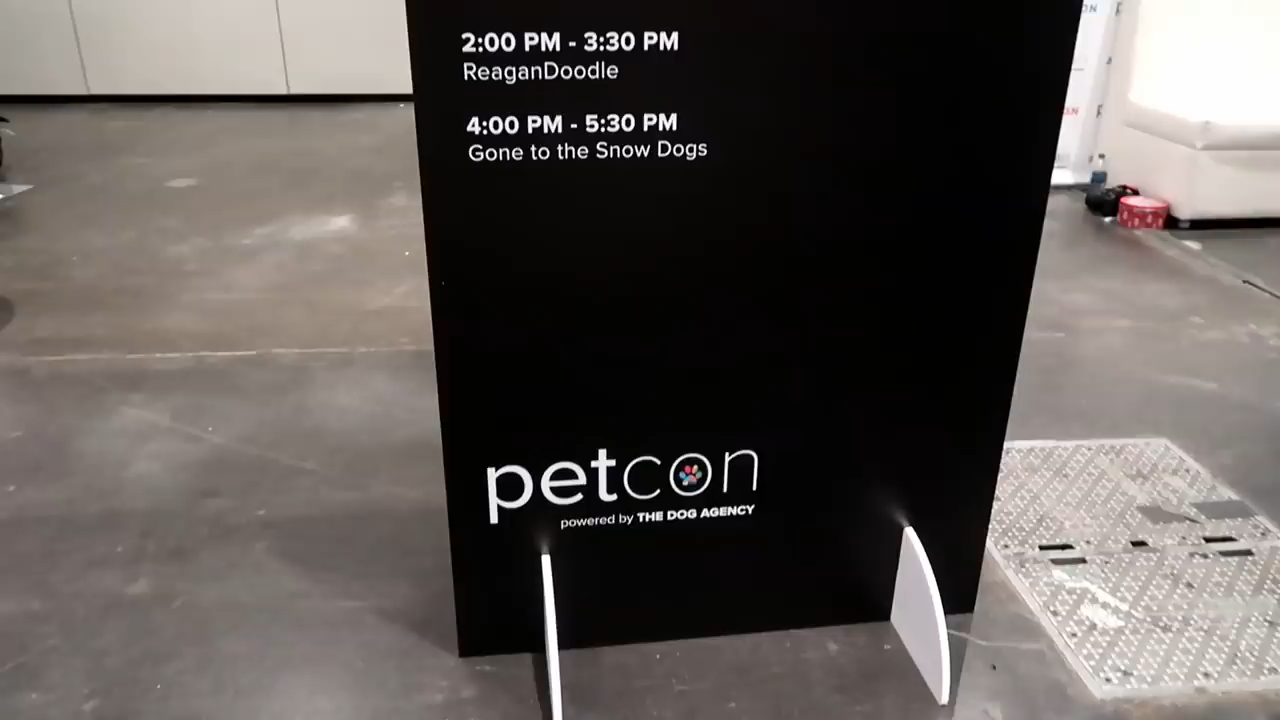 2:00 PM - 3:30 PM
ReaganDoodle
4:00 PM - 5:30 PM
Gone to the Snow Dogs
petcon
powered by THE DOG AGENCY